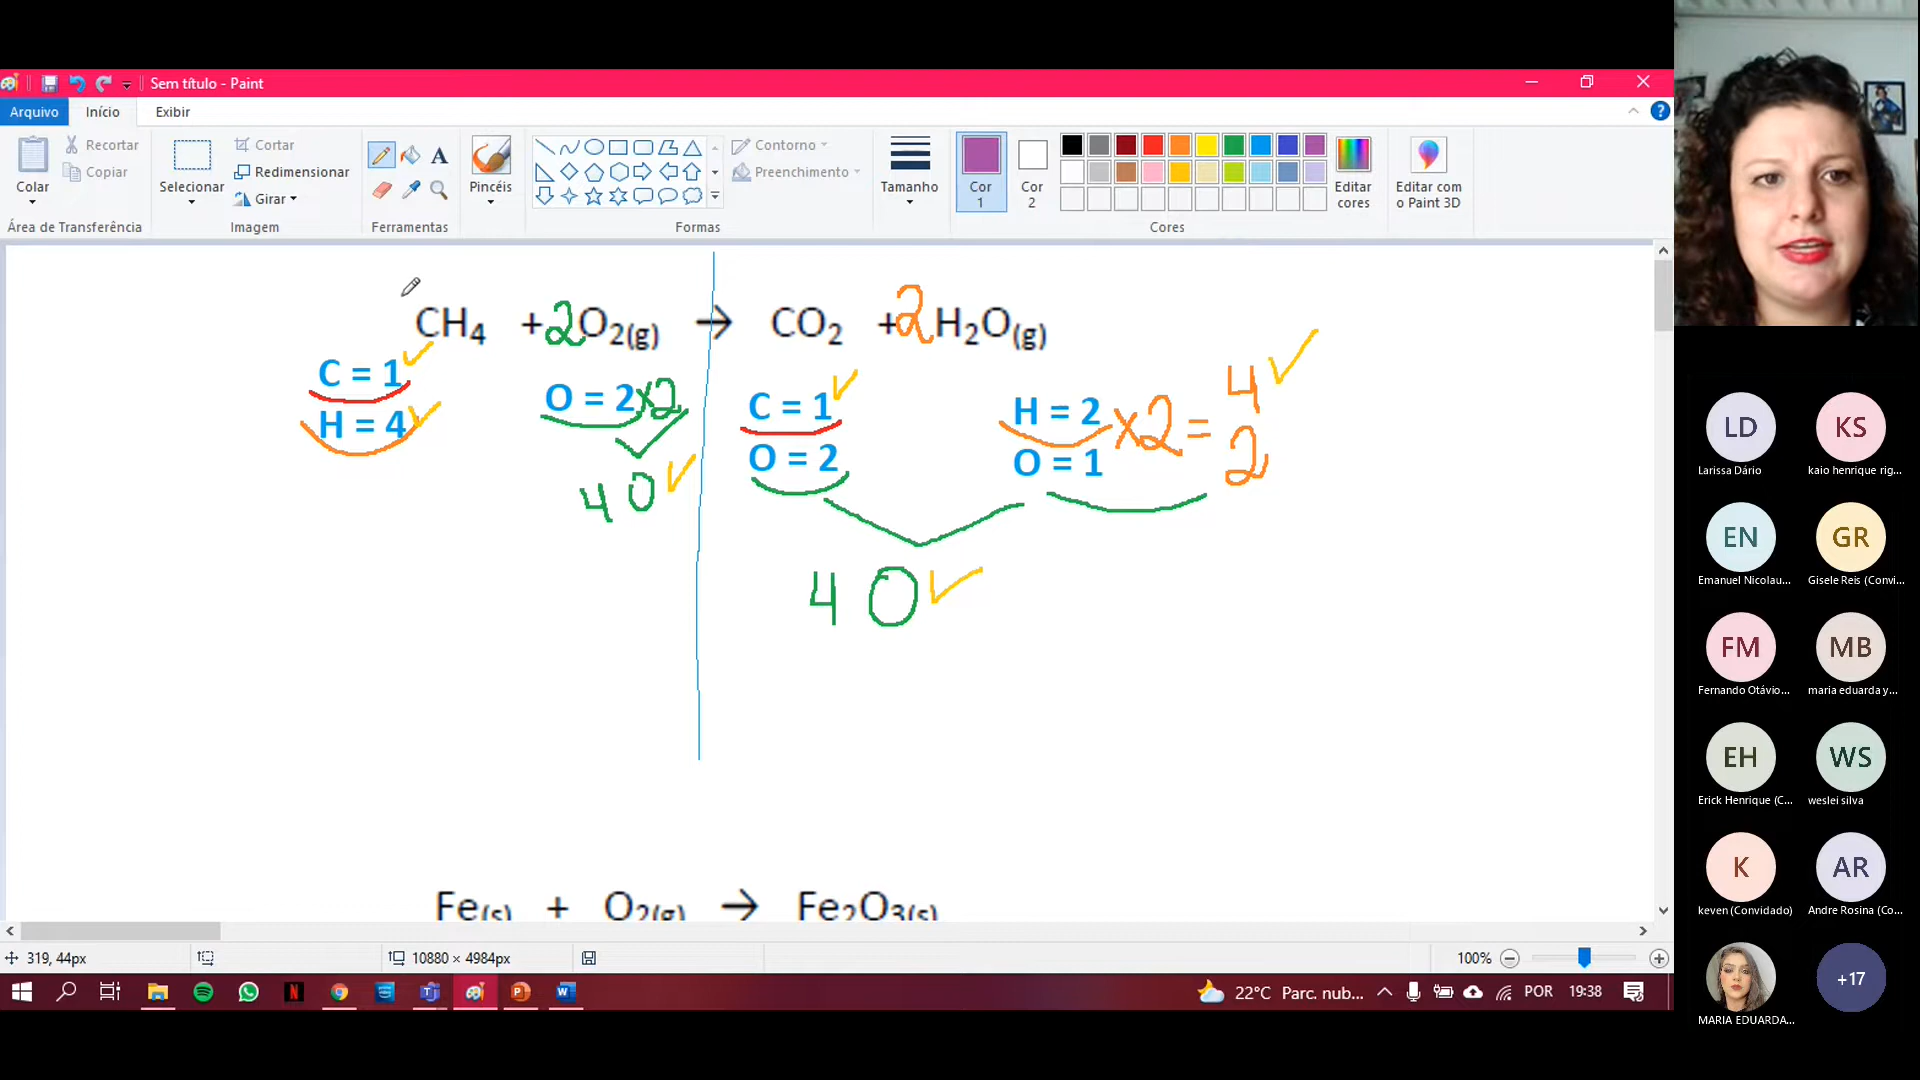 Sem título - Paint
Arquivo Início Exibir
Colar
Recortar
Copiar
Área de Transferência
Selecionar
Cortar
Redimensionar
Girar
Imagem
A
Ferramentas
Pincéis
Contorno
Preenchimento
Formas
Tamanho
Cor 1
Cor 2
Editar cores
Editar com o Paint 3D
Cores
CH4 + 2O2(g) → CO2 + 2H2O(g)
C = 1
H = 4
O = 2 x2
4 O
C = 1
O = 2
H = 2
O = 1
x2 =
4
2
4 O
Fe(s) + O2(g) → Fe2O3(s)
319, 44px
10880 × 4984px
100%
22°C Parc. nub... POR 19:38
LD KS
Larissa Dário kaio henrique rig...
EN GR
Emanuel Nicolau... Gisele Reis (Convi...
FM MB
Fernando Otávio... maria eduarda y...
EH WS
Erick Henrique (C... weslei silva
K AR
keven (Convidado) Andre Rosina (Co...
+17
MARIA EDUARDA...